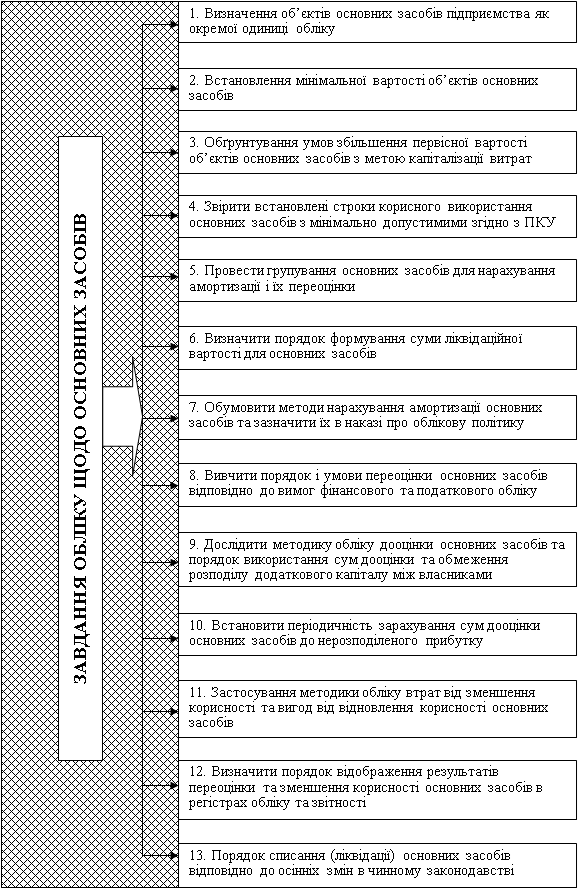 ЗАВДАННЯ ОБЛІКУ ЩОДО ОСНОВНИХ ЗАСОБІВ
1. Визначення об’єктів основних засобів підприємства як
окремої одиниці обліку
2. Встановлення мінімальної вартості об’єктів основних
засобів
3. Обґрунтування умов збільшення первісної вартості
об’єктів основних засобів з метою капіталізації витрат
4. Звірити встановлені строки корисного використання
основних засобів з мінімально допустимими згідно з ПКУ
5. Провести групування основних засобів для нарахування
амортизації і їх переоцінки
6. Визначити порядок формування суми ліквідаційної
вартості для основних засобів
7. Обумовити методи нарахування амортизації основних
засобів та зазначити їх в наказі про облікову політику
8. Вивчити порядок і умови переоцінки основних засобів
відповідно до вимог фінансового та податкового обліку
9. Дослідити методику обліку дооцінки основних засобів та
порядок використання сум дооцінки та обмеження
розподілу додаткового капіталу між власниками
10. Встановити періодичність зарахування сум дооцінки
основних засобів до нерозподіленого прибутку
11. Застосування методики обліку втрат від зменшення
корисності та вигод від відновлення корисності основних
засобів
12. Визначити порядок відображення результатів
переоцінки та зменшення корисності основних засобів в
регістрах обліку та звітності
13. Порядок списання (ліквідації) основних засобів
відповідно до осінніх змін в чинному законодавстві